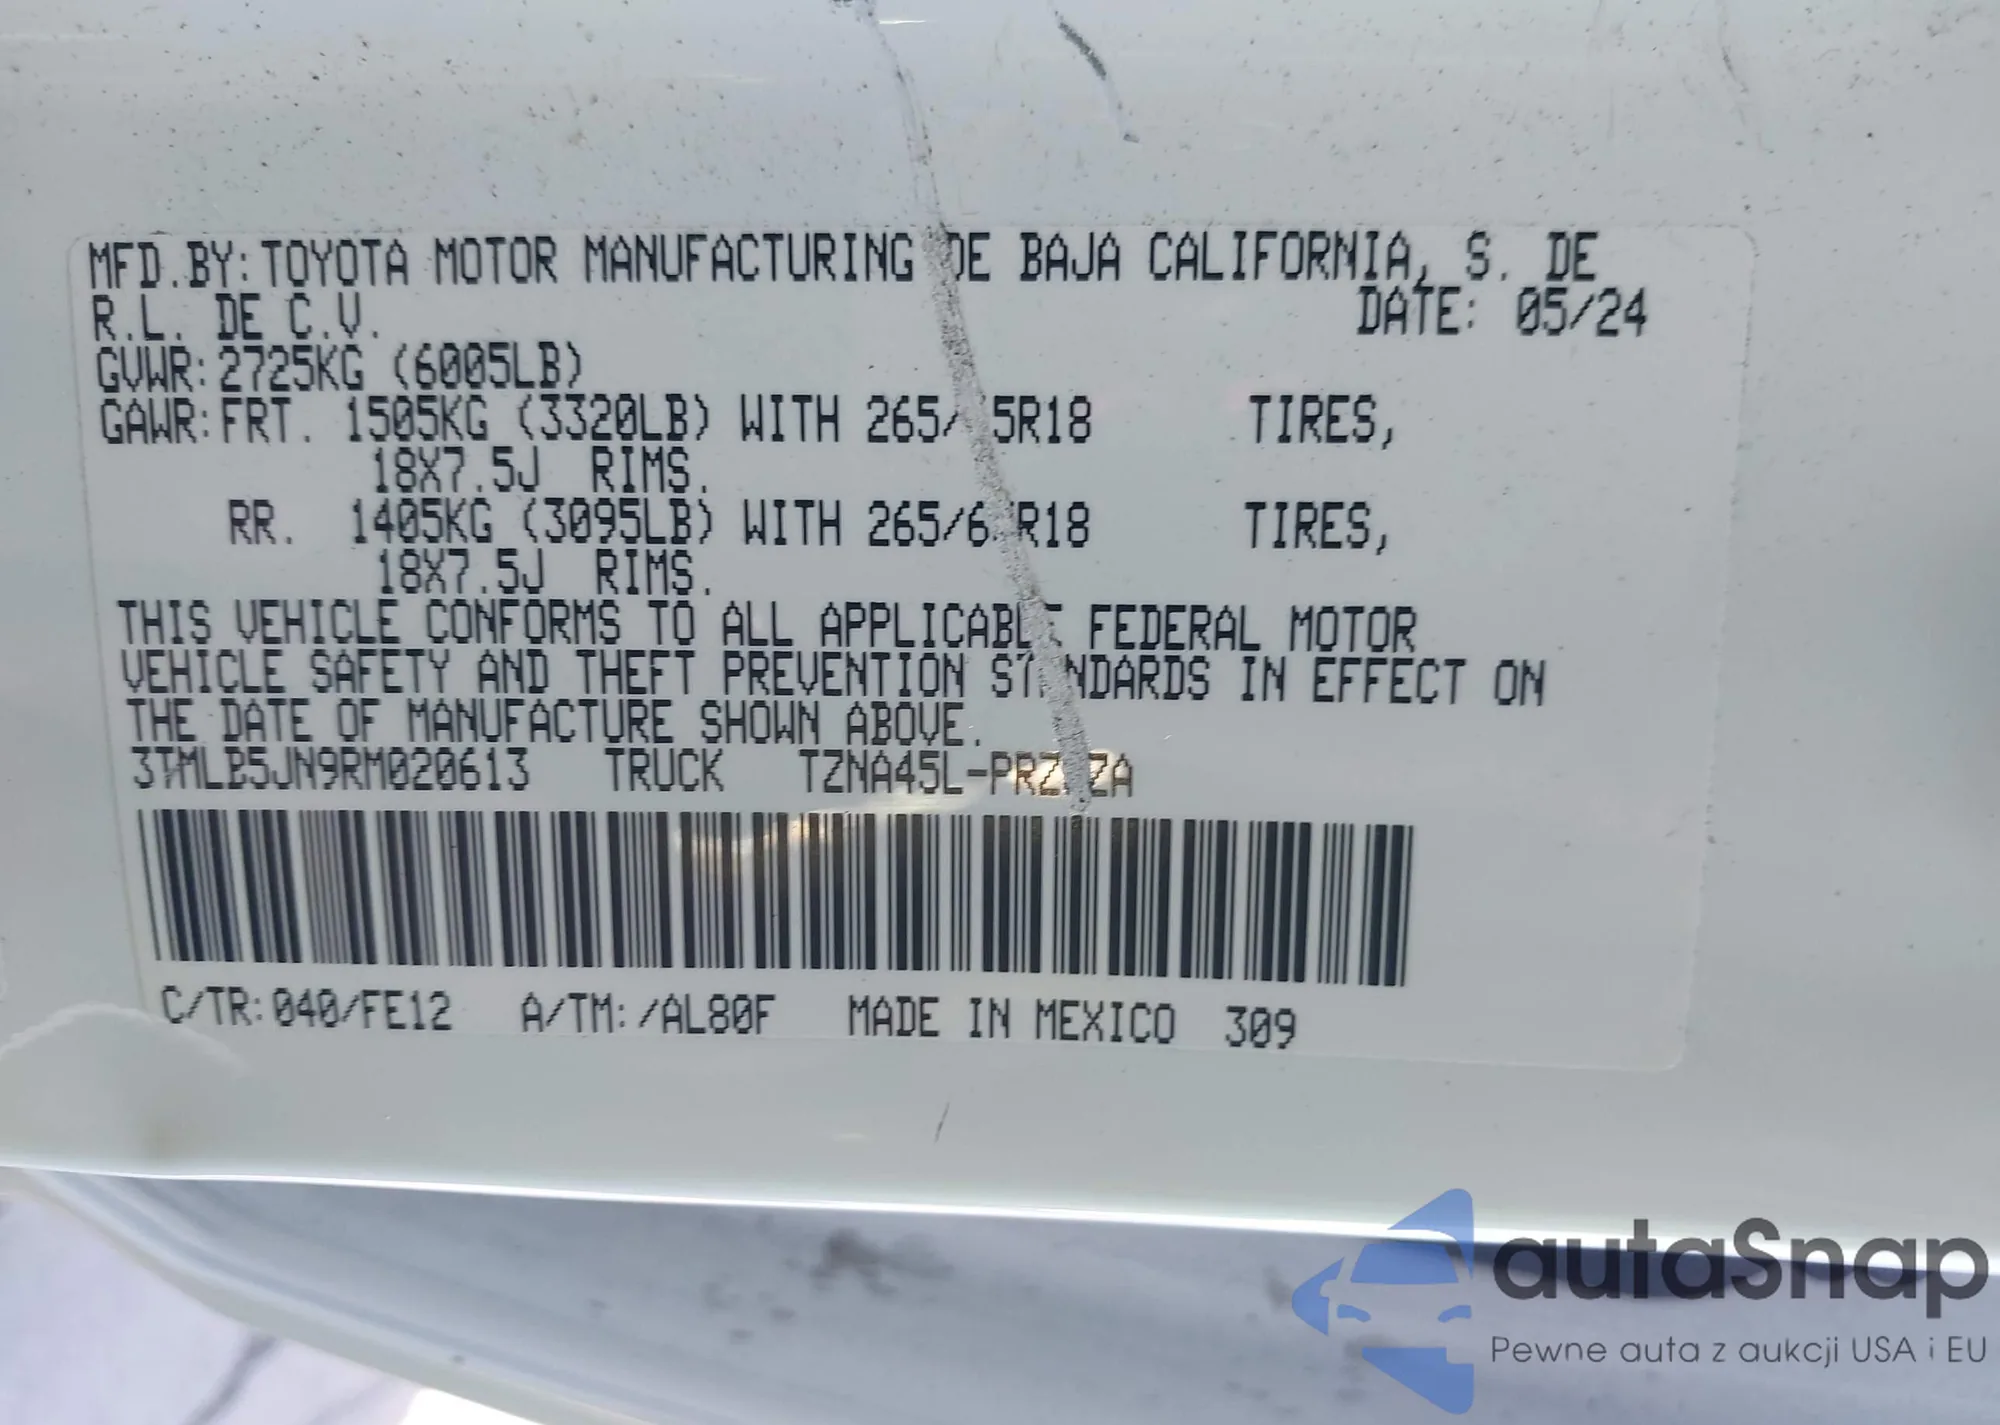 MFD.BY: TOYOTA MOTOR MANUFACTURING DE BAJA CALIFORNIA, S. DE
R.L. DE C.V. DATE: 05/24
GVWR: 2725KG (6005LB)
GAWR: FRT. 1505KG (3320LB) WITH TIRES,
18X7.5J RIMS.
RR. 1405KG (3095LB) WITH TIRES,
18X7.5J RIMS.
THIS VEHICLE CONFORMS TO ALL APPLICABLE FEDERAL MOTOR
VEHICLE SAFETY AND THEFT PREVENTION STANDARDS IN EFFECT ON
THE DATE OF MANUFACTURE SHOWN ABOVE.
3TMLB5JN9RM020613 TRUCK
C/TR: 040/FE12 A/TM: /AL80F MADE IN MEXICO 309
autaSnap
Pewne auta z aukcji USA i EU